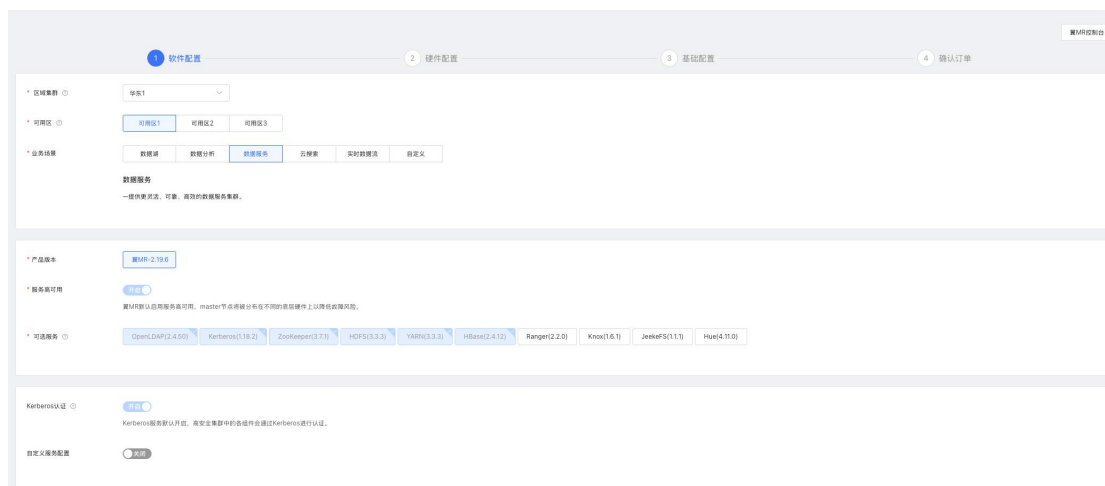 翼MR控制台
1 软件配置 2 硬件配置 3 基础配置 4 确认订单
* 区域集群 华东1
* 可用区 可用区1 可用区2 可用区3
* 业务场景 数据湖 数据分析 数据服务 云搜索 实时数据流 自定义
数据服务
一提供更灵活、可靠、高效的数据服务集群。
* 产品版本 翼MR-2.19.6
* 服务高可用 开启
翼MR默认启用服务高可用，master节点将被分布在不同的底层硬件上以降低故障风险。
* 可选服务 OpenLDAP(2.4.50) Kerberos(1.18.2) ZooKeeper(3.7.1) HDFS(3.3.3) YARN(3.3.3) HBase(2.4.12) Ranger(2.2.0) Knox(1.6.1) JeekeFS(1.1.1) Hue(4.11.0)
Kerberos认证 开启
Kerberos服务默认开启，高安全集群中的各组件会通过Kerberos进行认证。
自定义服务配置 关闭